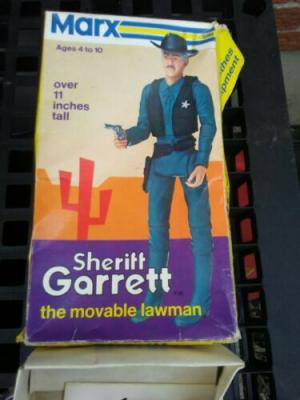 Marx
Ages 4 to 10
over
11
inches
tall
Sheriff
Garrett
the movable lawman